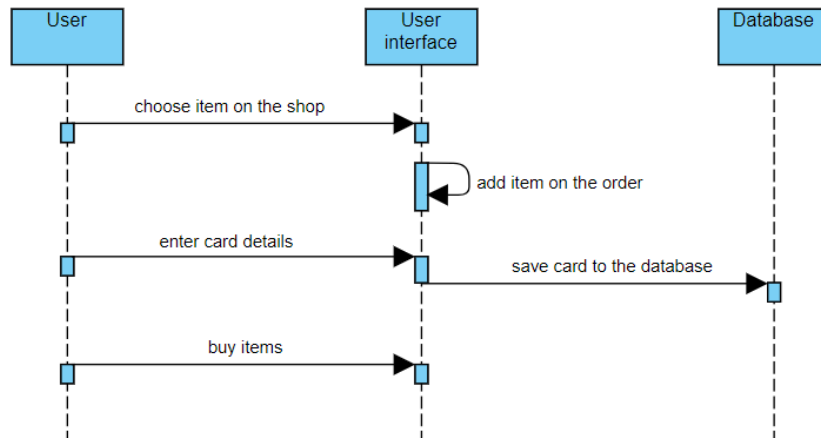 User
User
interface
Database
choose item on the shop
add item on the order
enter card details
save card to the database
buy items